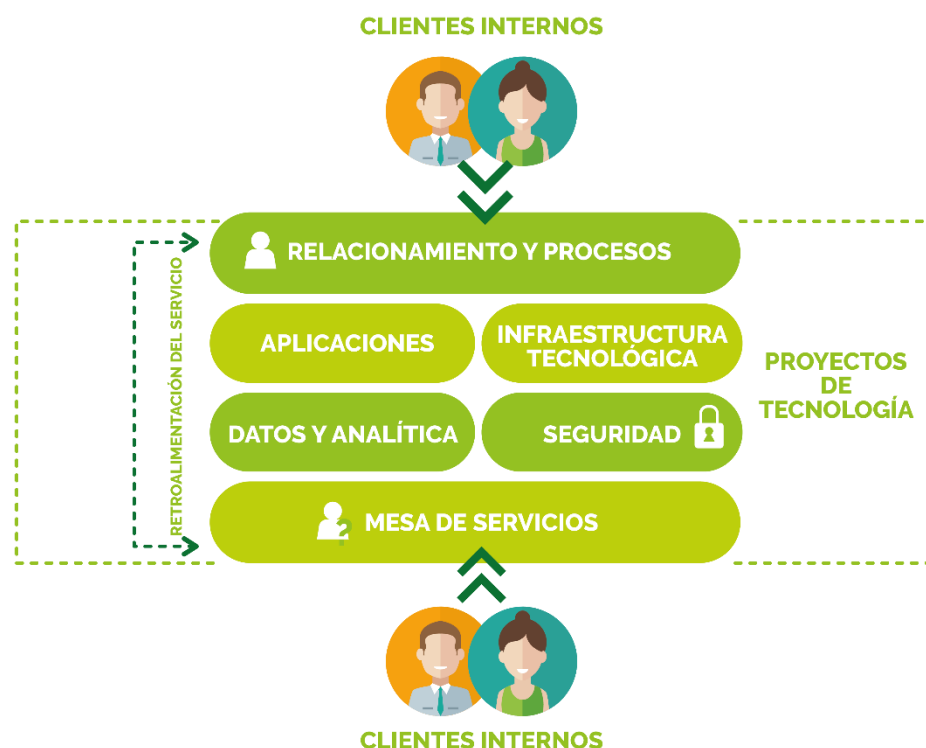 CLIENTES INTERNOS
RELACIONAMIENTO Y PROCESOS
RETROALIMENTACIÓN DEL SERVICIO
APLICACIONES
INFRAESTRUCTURA
TECNOLÓGICA
DATOS Y ANALÍTICA
SEGURIDAD
PROYECTOS
DE
TECNOLOGÍA
?
MESA DE SERVICIOS
CLIENTES INTERNOS